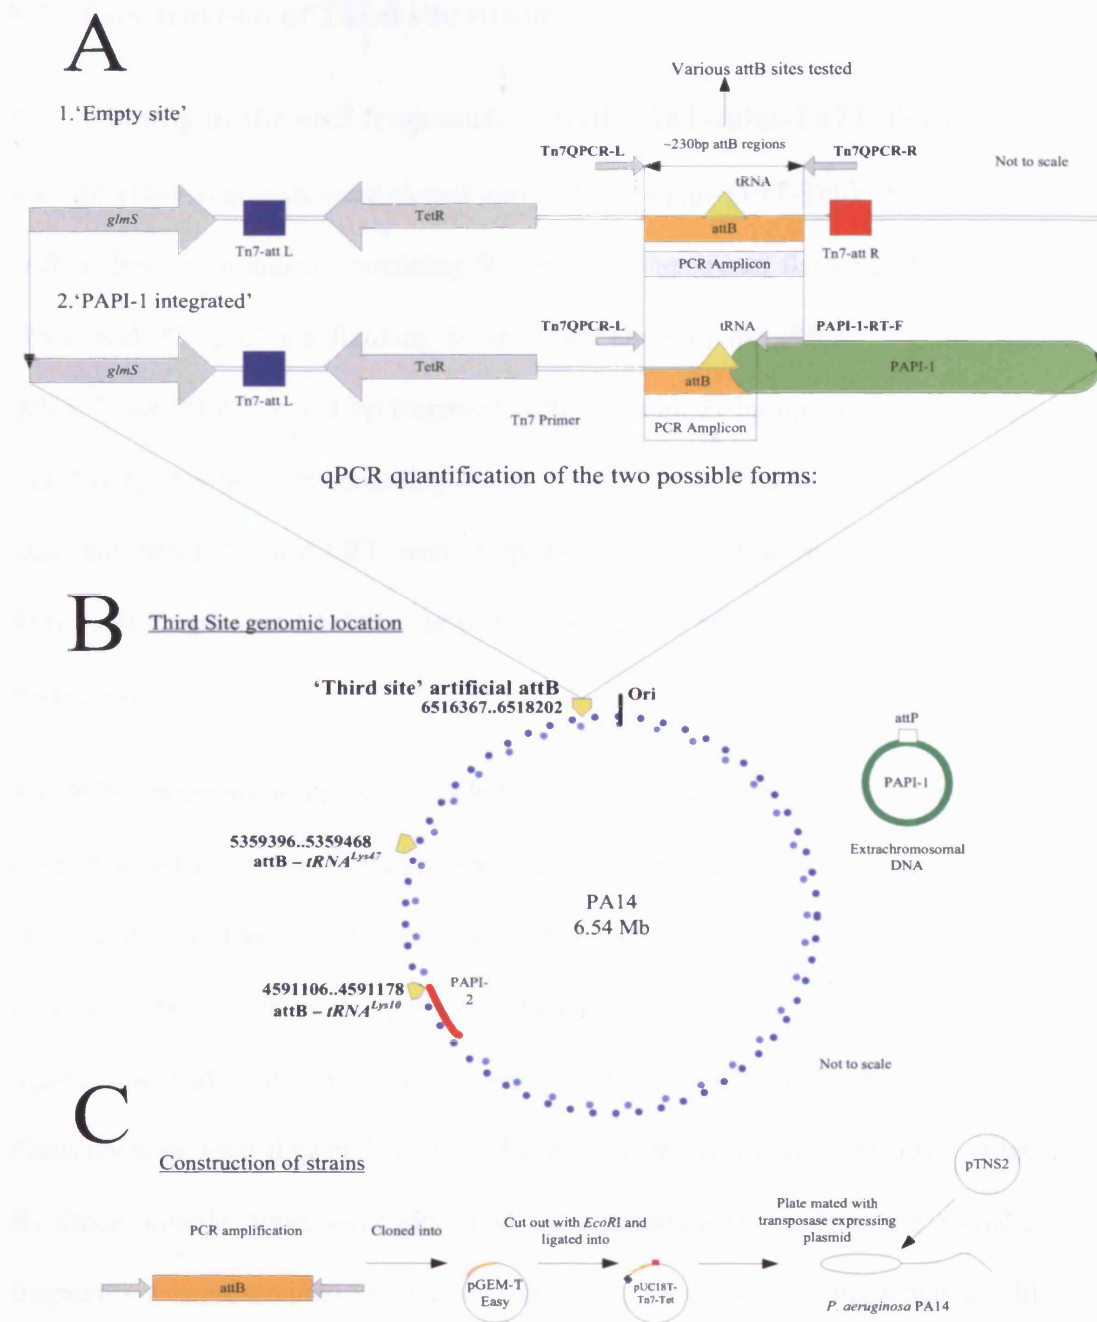 A
Various attB sites tested
1.‘Empty site’
~230bp attB regions
Tn7QPCR-L
Tn7QPCR-R
Not to scale
tRNA
glmS
TetR
attB
Tn7-att L
Tn7-att R
PCR Amplicon
2.‘PAPI-1 integrated’
Tn7QPCR-L
tRNA
PAPI-1-RT-F
glmS
TetR
attB
PAPI-1
Tn7-att L
Tn7 Primer
PCR Amplicon
qPCR quantification of the two possible forms:
B
Third Site genomic location
‘Third site’ artificial attB
6516367..6518202
Ori
attP
PAPI-1
Extrachromosomal
DNA
5359396..5359468
attB – tRNA^Lys47
PA14
6.54 Mb
4591106..4591178
attB – tRNA^Lys10
PAPI-
2
Not to scale
C
Construction of strains
pTNS2
PCR amplification
Cloned into
Cut out with EcoRI and
ligated into
Plate mated with
transposase expressing
plasmid
attB
pGEM-T
Easy
pUC18T-
Tn7-Tet
P. aeruginosa PA14